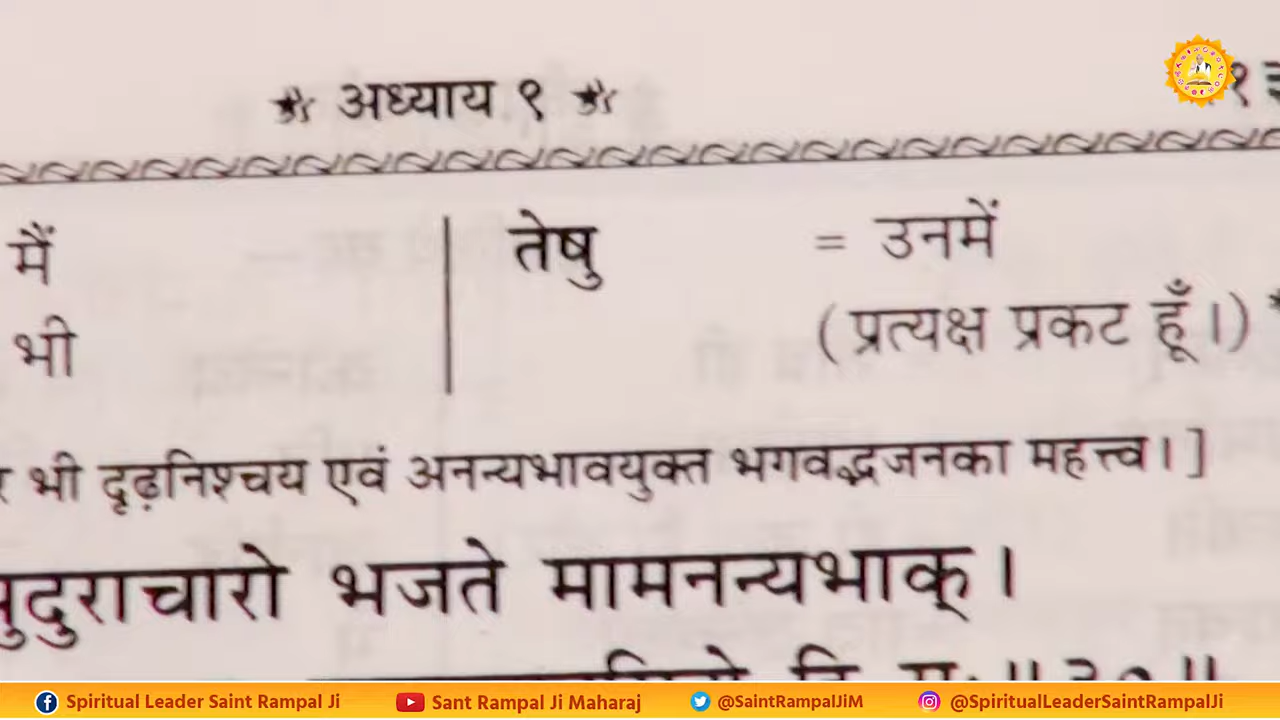 अध्याय ९
मैं | तेषु = उनमें
भी (प्रत्यक्ष प्रकट हूँ।)
भी दृढ़निश्चय एवं अनन्यभावयुक्त भगवद्भजनका महत्त्व।]
सुदुराचारो भजते मामनन्यभाक्।
॥३०॥
Spiritual Leader Saint Rampal Ji Sant Rampal Ji Maharaj @SaintRampalJiM @SpiritualLeaderSaintRampalJi